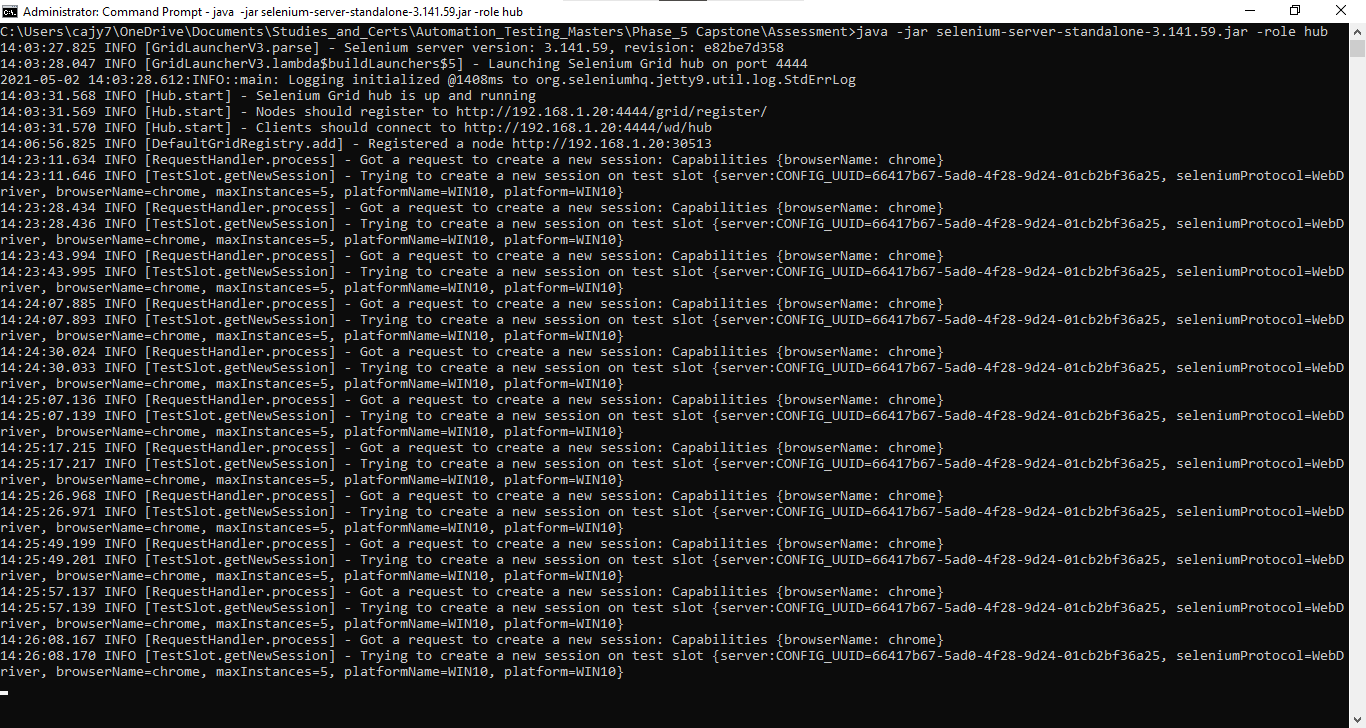 Administrator: Command Prompt - java  -jar selenium-server-standalone-3.141.59.jar -role hub
C:\Users\cajy7\OneDrive\Documents\Studies_and_Certs\Automation_Testing_Masters\Phase_5 Capstone\Assessment>java -jar selenium-server-standalone-3.141.59.jar -role hub
14:03:27.825 INFO [GridLauncherV3.parse] - Selenium server version: 3.141.59, revision: e82be7d358
14:03:28.047 INFO [GridLauncherV3.lambda$buildLaunchers$5] - Launching Selenium Grid hub on port 4444
2021-05-02 14:03:28.612:INFO::main: Logging initialized @1408ms to org.seleniumhq.jetty9.util.log.StdErrLog
14:03:31.568 INFO [Hub.start] - Selenium Grid hub is up and running
14:03:31.569 INFO [Hub.start] - Nodes should register to http://192.168.1.20:4444/grid/register/
14:03:31.570 INFO [Hub.start] - Clients should connect to http://192.168.1.20:4444/wd/hub
14:06:56.825 INFO [DefaultGridRegistry.add] - Registered a node http://192.168.1.20:30513
14:23:11.634 INFO [RequestHandler.process] - Got a request to create a new session: Capabilities {browserName: chrome}
14:23:11.646 INFO [TestSlot.getNewSession] - Trying to create a new session on test slot {server:CONFIG_UUID=66417b67-5ad0-4f28-9d24-01cb2bf36a25, seleniumProtocol=WebD
river, browserName=chrome, maxInstances=5, platformName=WIN10, platform=WIN10}
14:23:28.434 INFO [RequestHandler.process] - Got a request to create a new session: Capabilities {browserName: chrome}
14:23:28.436 INFO [TestSlot.getNewSession] - Trying to create a new session on test slot {server:CONFIG_UUID=66417b67-5ad0-4f28-9d24-01cb2bf36a25, seleniumProtocol=WebD
river, browserName=chrome, maxInstances=5, platformName=WIN10, platform=WIN10}
14:23:43.994 INFO [RequestHandler.process] - Got a request to create a new session: Capabilities {browserName: chrome}
14:23:43.995 INFO [TestSlot.getNewSession] - Trying to create a new session on test slot {server:CONFIG_UUID=66417b67-5ad0-4f28-9d24-01cb2bf36a25, seleniumProtocol=WebD
river, browserName=chrome, maxInstances=5, platformName=WIN10, platform=WIN10}
14:24:07.885 INFO [RequestHandler.process] - Got a request to create a new session: Capabilities {browserName: chrome}
14:24:07.893 INFO [TestSlot.getNewSession] - Trying to create a new session on test slot {server:CONFIG_UUID=66417b67-5ad0-4f28-9d24-01cb2bf36a25, seleniumProtocol=WebD
river, browserName=chrome, maxInstances=5, platformName=WIN10, platform=WIN10}
14:24:30.024 INFO [RequestHandler.process] - Got a request to create a new session: Capabilities {browserName: chrome}
14:24:30.033 INFO [TestSlot.getNewSession] - Trying to create a new session on test slot {server:CONFIG_UUID=66417b67-5ad0-4f28-9d24-01cb2bf36a25, seleniumProtocol=WebD
river, browserName=chrome, maxInstances=5, platformName=WIN10, platform=WIN10}
14:25:07.136 INFO [RequestHandler.process] - Got a request to create a new session: Capabilities {browserName: chrome}
14:25:07.139 INFO [TestSlot.getNewSession] - Trying to create a new session on test slot {server:CONFIG_UUID=66417b67-5ad0-4f28-9d24-01cb2bf36a25, seleniumProtocol=WebD
river, browserName=chrome, maxInstances=5, platformName=WIN10, platform=WIN10}
14:25:17.215 INFO [RequestHandler.process] - Got a request to create a new session: Capabilities {browserName: chrome}
14:25:17.217 INFO [TestSlot.getNewSession] - Trying to create a new session on test slot {server:CONFIG_UUID=66417b67-5ad0-4f28-9d24-01cb2bf36a25, seleniumProtocol=WebD
river, browserName=chrome, maxInstances=5, platformName=WIN10, platform=WIN10}
14:25:26.968 INFO [RequestHandler.process] - Got a request to create a new session: Capabilities {browserName: chrome}
14:25:26.971 INFO [TestSlot.getNewSession] - Trying to create a new session on test slot {server:CONFIG_UUID=66417b67-5ad0-4f28-9d24-01cb2bf36a25, seleniumProtocol=WebD
river, browserName=chrome, maxInstances=5, platformName=WIN10, platform=WIN10}
14:25:49.199 INFO [RequestHandler.process] - Got a request to create a new session: Capabilities {browserName: chrome}
14:25:49.201 INFO [TestSlot.getNewSession] - Trying to create a new session on test slot {server:CONFIG_UUID=66417b67-5ad0-4f28-9d24-01cb2bf36a25, seleniumProtocol=WebD
river, browserName=chrome, maxInstances=5, platformName=WIN10, platform=WIN10}
14:25:57.137 INFO [RequestHandler.process] - Got a request to create a new session: Capabilities {browserName: chrome}
14:25:57.139 INFO [TestSlot.getNewSession] - Trying to create a new session on test slot {server:CONFIG_UUID=66417b67-5ad0-4f28-9d24-01cb2bf36a25, seleniumProtocol=WebD
river, browserName=chrome, maxInstances=5, platformName=WIN10, platform=WIN10}
14:26:08.167 INFO [RequestHandler.process] - Got a request to create a new session: Capabilities {browserName: chrome}
14:26:08.170 INFO [TestSlot.getNewSession] - Trying to create a new session on test slot {server:CONFIG_UUID=66417b67-5ad0-4f28-9d24-01cb2bf36a25, seleniumProtocol=WebD
river, browserName=chrome, maxInstances=5, platformName=WIN10, platform=WIN10}